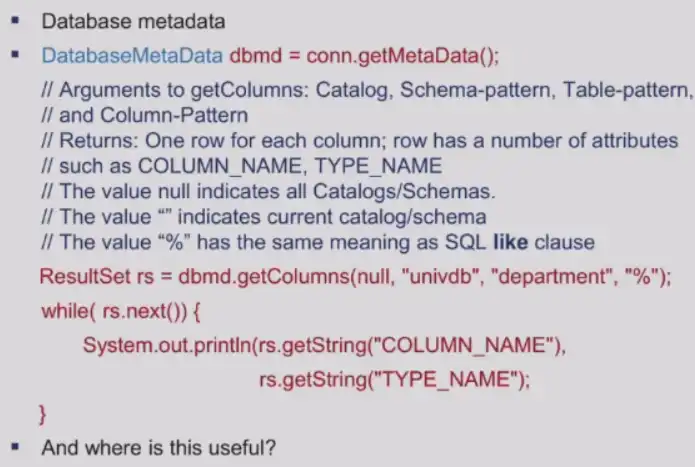 ▪ Database metadata
▪ DatabaseMetaData dbmd = conn.getMetaData();
// Arguments to getColumns: Catalog, Schema-pattern, Table-pattern,
// and Column-Pattern
// Returns: One row for each column; row has a number of attributes
// such as COLUMN_NAME, TYPE_NAME
// The value null indicates all Catalogs/Schemas.
// The value “” indicates current catalog/schema
// The value “%” has the same meaning as SQL like clause
ResultSet rs = dbmd.getColumns(null, "univdb", "department", "%");
while( rs.next()) {
System.out.println(rs.getString("COLUMN_NAME"),
rs.getString("TYPE_NAME");
}
▪ And where is this useful?